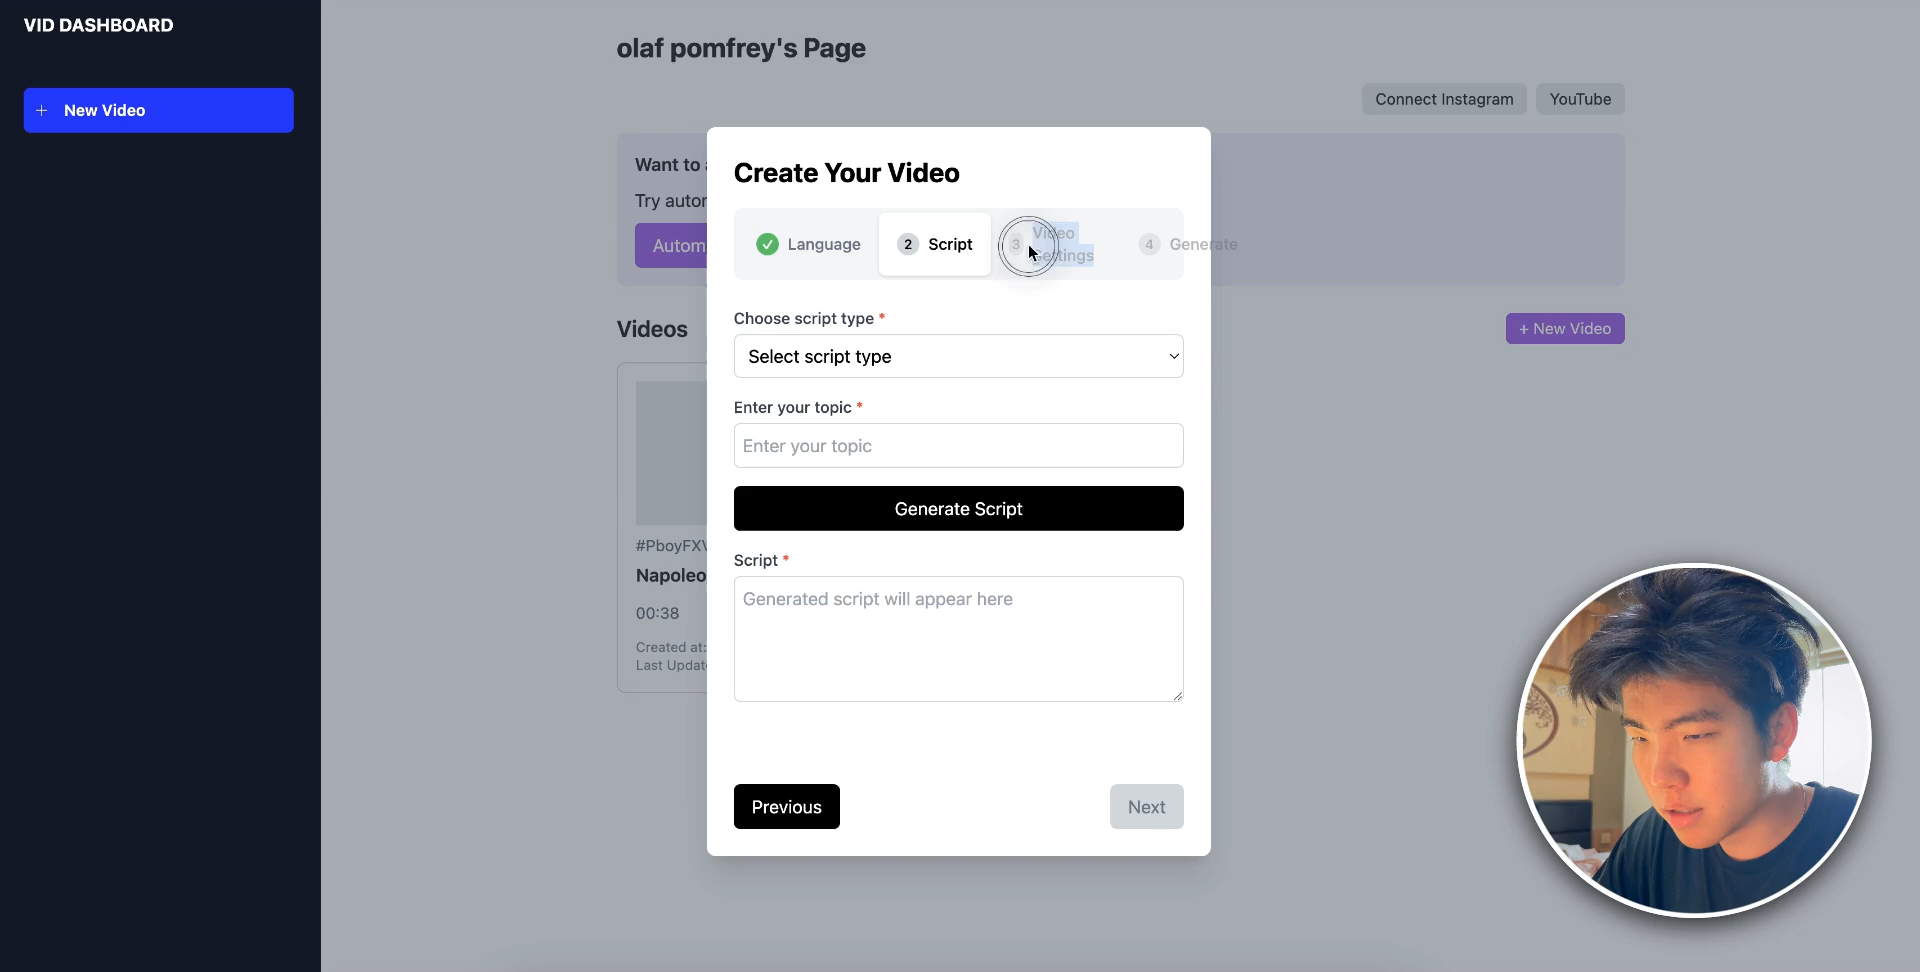 VID DASHBOARD
+ New Video
olaf pomfrey's Page
Connect Instagram
YouTube
Want to
Try autor
Autom
Create Your Video
Language
2 Script
3 Video
Settings
4 Generate
Choose script type *
Select script type
Enter your topic *
Enter your topic
Generate Script
Script *
Generated script will appear here
Previous
Next
Videos
+ New Video
#PboyFXV
Napoleo
00:38
Created at:
Last Updat